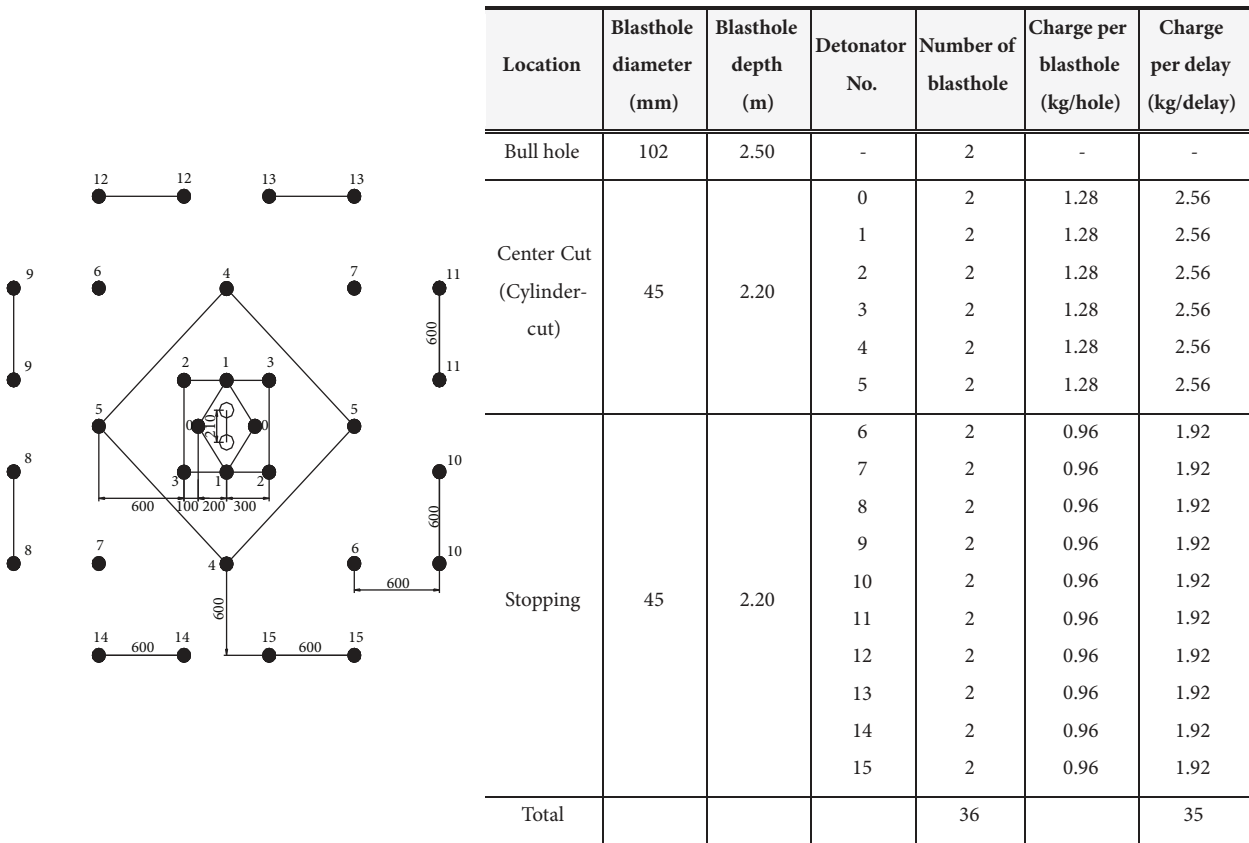 12 12 13 13
9 6 4 7 11
600
9 2 1 3 11
5 0 210 0 5
8 3 1 2 10
600 100 200 300
600
8 7 4 6 10
600
600
14 600 14 15 600 15
Location Blasthole diameter (mm) Blasthole depth (m) Detonator No. Number of blasthole Charge per blasthole (kg/hole) Charge per delay (kg/delay)
Bull hole 102 2.50 - 2 - -
Center Cut (Cylinder-cut) 45 2.20
0 2 1.28 2.56
1 2 1.28 2.56
2 2 1.28 2.56
3 2 1.28 2.56
4 2 1.28 2.56
5 2 1.28 2.56
Stopping 45 2.20
6 2 0.96 1.92
7 2 0.96 1.92
8 2 0.96 1.92
9 2 0.96 1.92
10 2 0.96 1.92
11 2 0.96 1.92
12 2 0.96 1.92
13 2 0.96 1.92
14 2 0.96 1.92
15 2 0.96 1.92
Total 36 35